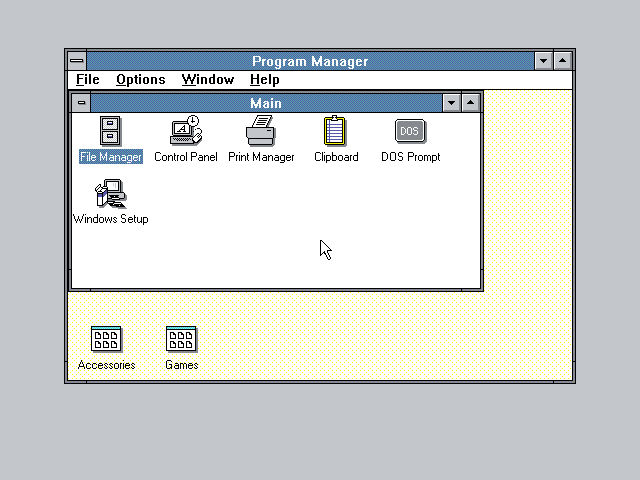 Program Manager
File Options Window Help
Main
File Manager Control Panel Print Manager Clipboard DOS DOS Prompt
Windows Setup
Accessories Games